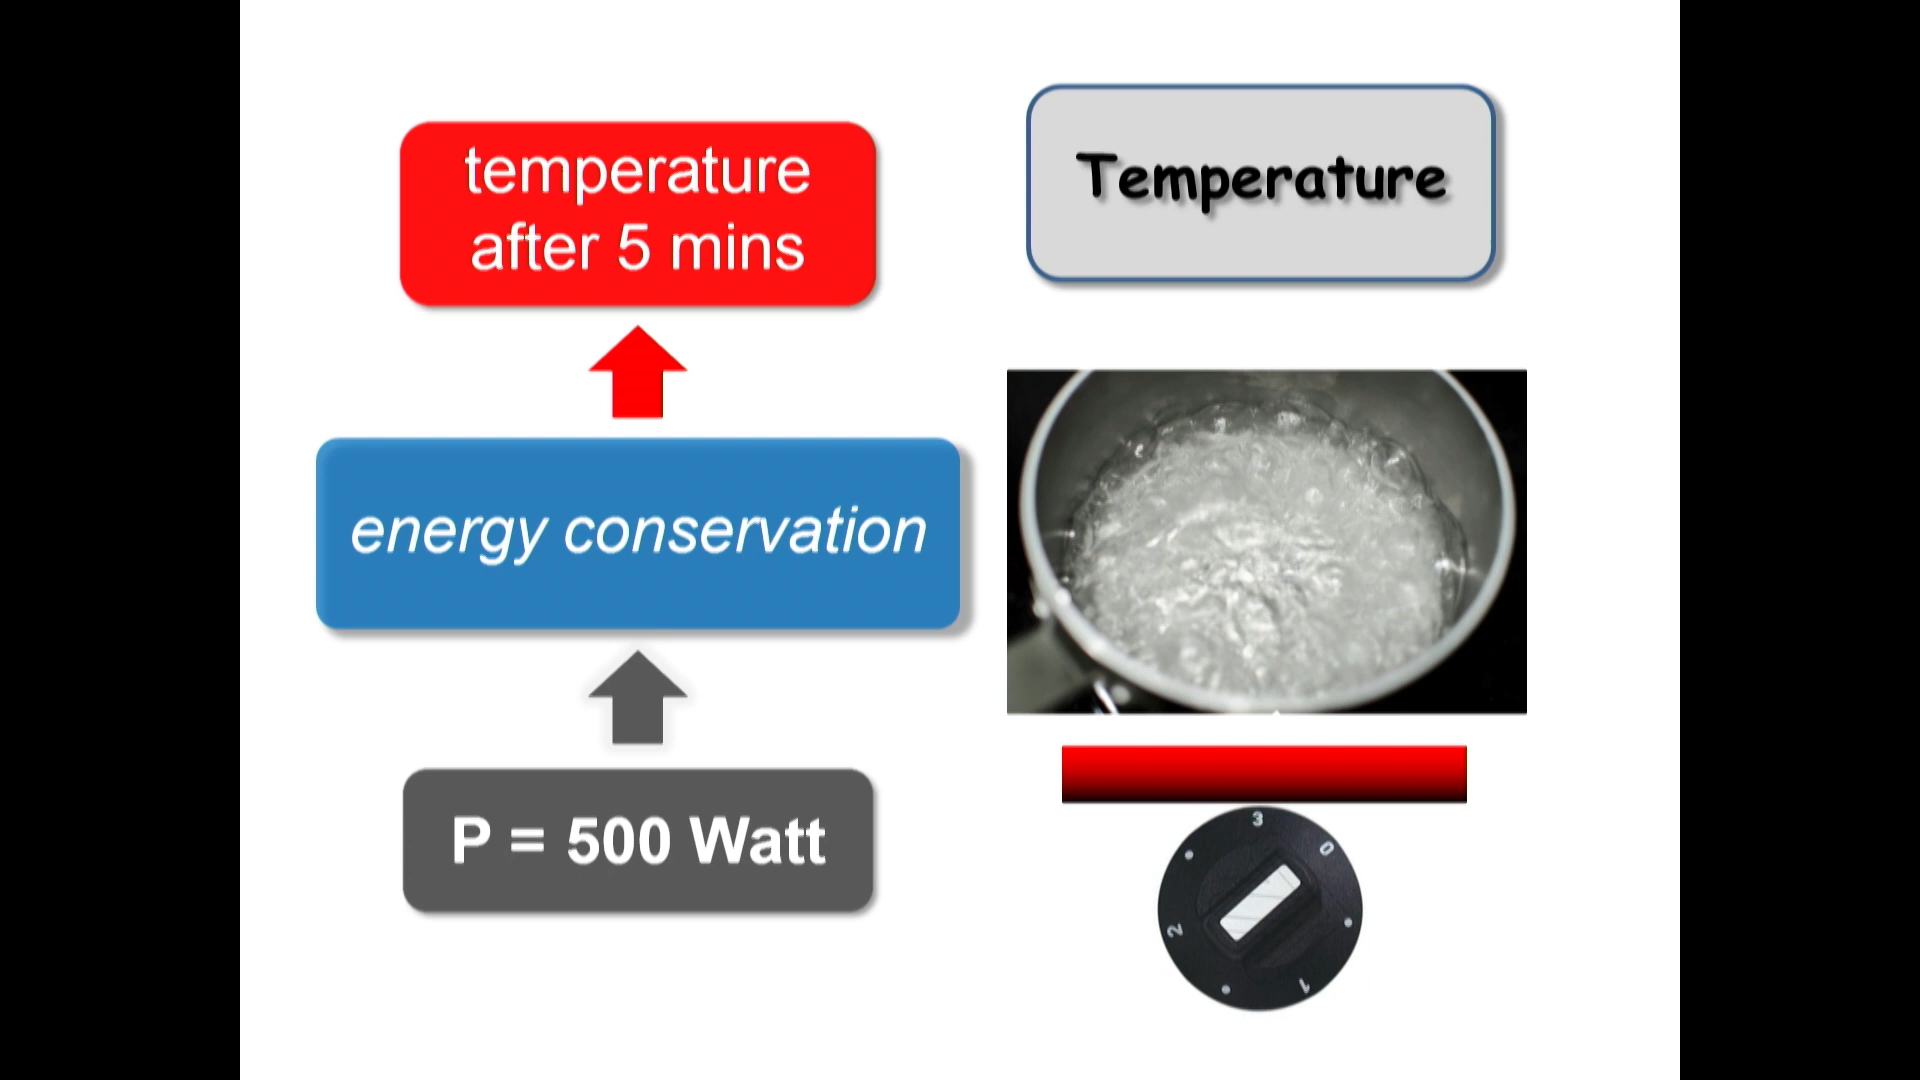 temperature
after 5 mins
energy conservation
P = 500 Watt
Temperature
3
0
2
1